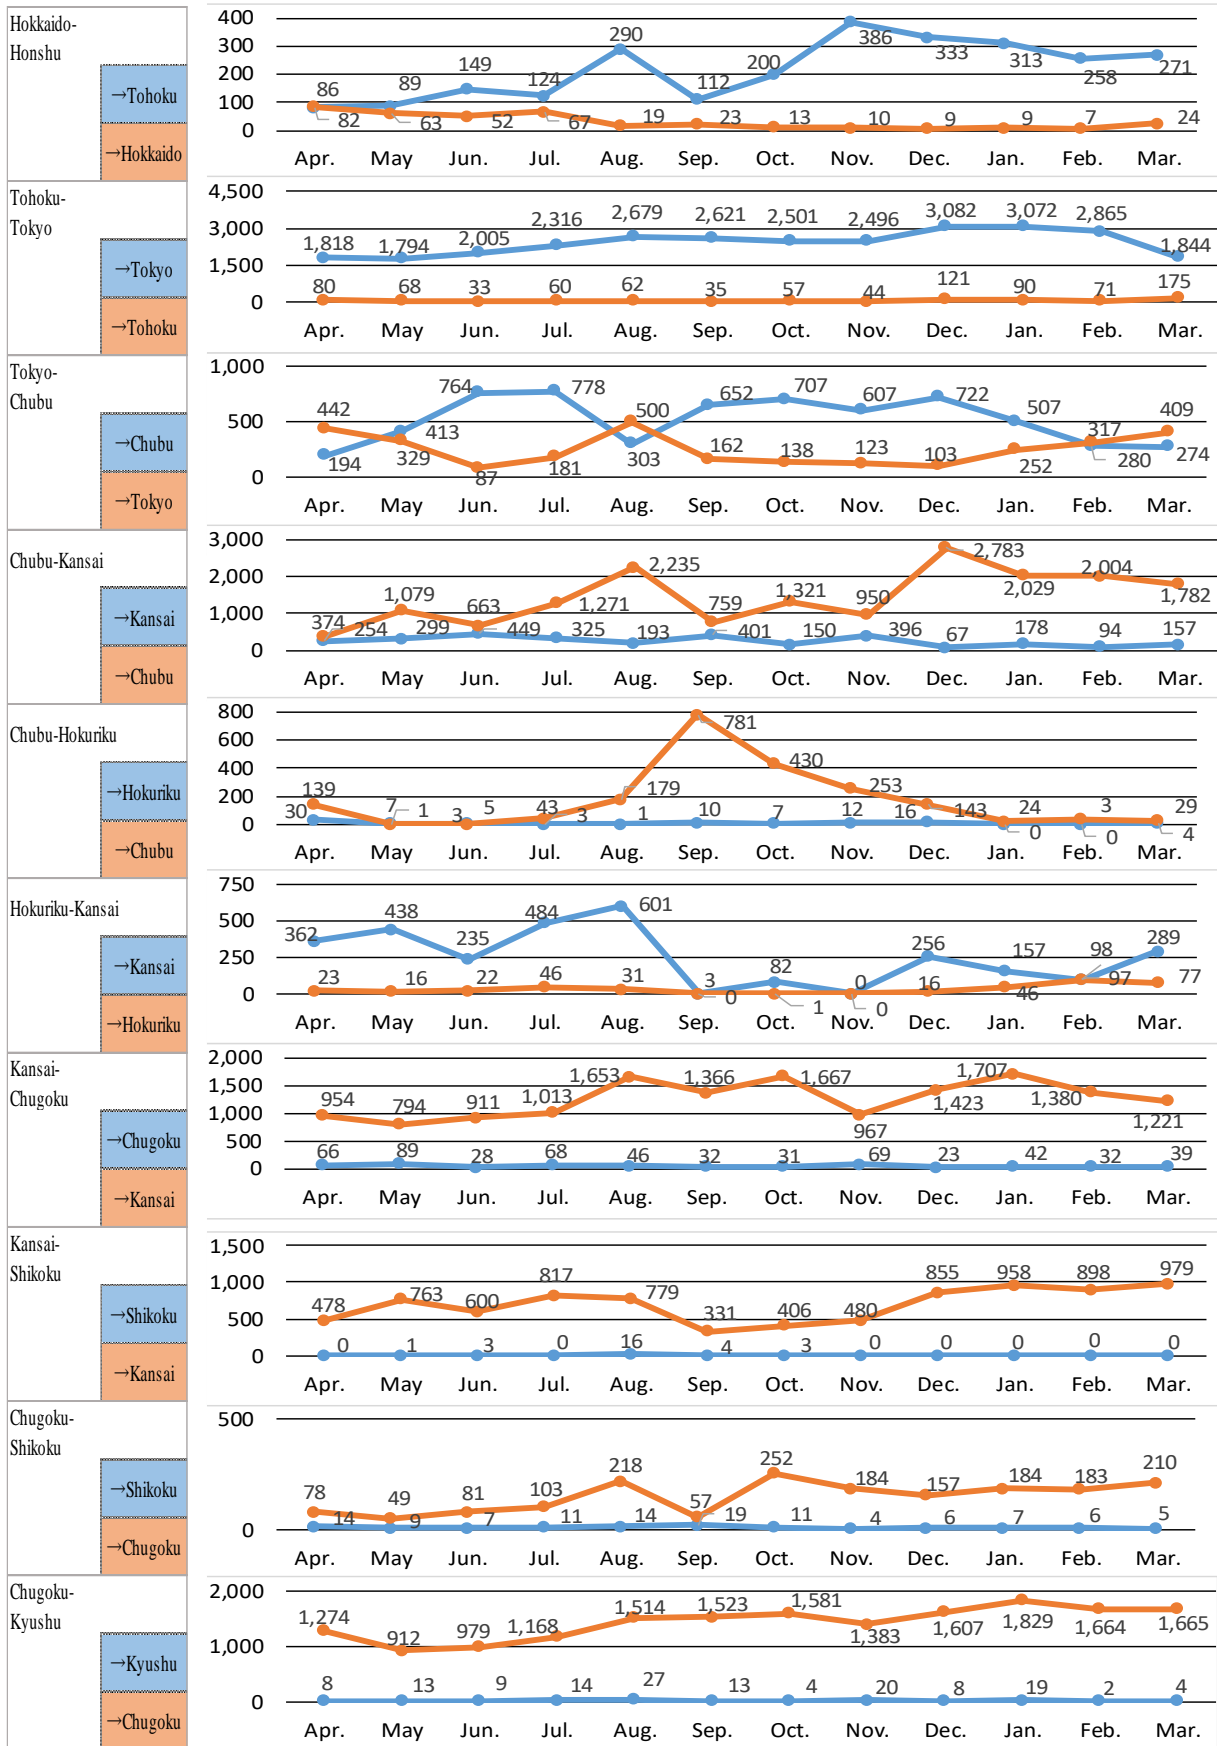 Hokkaido-
Honshu
→Tohoku
→Hokkaido
400
300
200
100
0
86 89 149 124 290 112 200 386 333 313 258 271
82 63 52 67 19 23 13 10 9 9 7 24
Apr. May Jun. Jul. Aug. Sep. Oct. Nov. Dec. Jan. Feb. Mar.
Tohoku-
Tokyo
→Tokyo
→Tohoku
4,500
3,000
1,500
0
1,818 1,794 2,005 2,316 2,679 2,621 2,501 2,496 3,082 3,072 2,865 1,844
80 68 33 60 62 35 57 44 121 90 71 175
Apr. May Jun. Jul. Aug. Sep. Oct. Nov. Dec. Jan. Feb. Mar.
Tokyo-
Chubu
→Chubu
→Tokyo
1,000
500
0
442 413 764 778 500 652 707 607 722 507 317 409
194 329 87 181 303 162 138 123 103 252 280 274
Apr. May Jun. Jul. Aug. Sep. Oct. Nov. Dec. Jan. Feb. Mar.
Chubu-Kansai
→Kansai
→Chubu
3,000
2,000
1,000
0
374 1,079 663 1,271 2,235 759 1,321 950 2,783 2,029 2,004 1,782
254 299 449 325 193 401 150 396 67 178 94 157
Apr. May Jun. Jul. Aug. Sep. Oct. Nov. Dec. Jan. Feb. Mar.
Chubu-Hokuriku
→Hokuriku
→Chubu
800
600
400
200
0
139 7 5 43 179 781 430 253 143 24 3 29
30 1 3 3 1 10 7 12 16 0 0 4
Apr. May Jun. Jul. Aug. Sep. Oct. Nov. Dec. Jan. Feb. Mar.
Hokuriku-Kansai
→Kansai
→Hokuriku
750
500
250
0
362 438 235 484 601 3 82 0 256 157 98 289
23 16 22 46 31 0 1 0 16 46 97 77
Apr. May Jun. Jul. Aug. Sep. Oct. Nov. Dec. Jan. Feb. Mar.
Kansai-
Chugoku
→Chugoku
→Kansai
2,000
1,500
1,000
500
0
954 794 911 1,013 1,653 1,366 1,667 967 1,423 1,707 1,380 1,221
66 89 28 68 46 32 31 69 23 42 32 39
Apr. May Jun. Jul. Aug. Sep. Oct. Nov. Dec. Jan. Feb. Mar.
Kansai-
Shikoku
→Shikoku
→Kansai
1,500
1,000
500
0
478 763 600 817 779 331 406 480 855 958 898 979
0 1 3 0 16 4 3 0 0 0 0 0
Apr. May Jun. Jul. Aug. Sep. Oct. Nov. Dec. Jan. Feb. Mar.
Chugoku-
Shikoku
→Shikoku
→Chugoku
500
0
78 49 81 103 218 57 252 184 157 184 183 210
14 9 7 11 14 19 11 4 6 7 6 5
Apr. May Jun. Jul. Aug. Sep. Oct. Nov. Dec. Jan. Feb. Mar.
Chugoku-
Kyushu
→Kyushu
→Chugoku
2,000
1,000
0
1,274 912 979 1,168 1,514 1,523 1,581 1,383 1,607 1,829 1,664 1,665
8 13 9 14 27 13 4 20 8 19 2 4
Apr. May Jun. Jul. Aug. Sep. Oct. Nov. Dec. Jan. Feb. Mar.